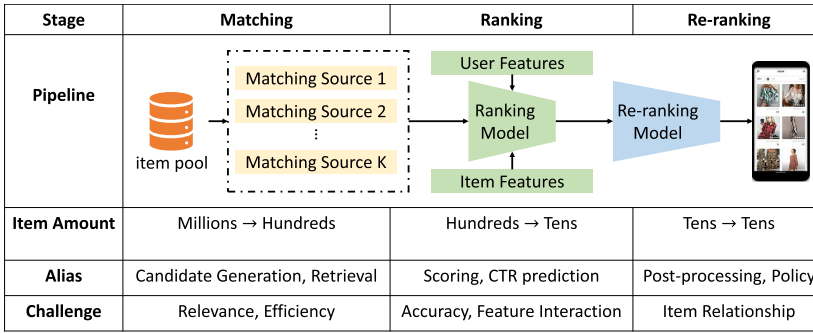 Stage Matching Ranking Re-ranking
Pipeline
item pool
Matching Source 1
Matching Source 2
⋮
Matching Source K
User Features
Ranking
Model
Item Features
Re-ranking
Model
Item Amount Millions → Hundreds Hundreds → Tens Tens → Tens
Alias Candidate Generation, Retrieval Scoring, CTR prediction Post-processing, Policy
Challenge Relevance, Efficiency Accuracy, Feature Interaction Item Relationship